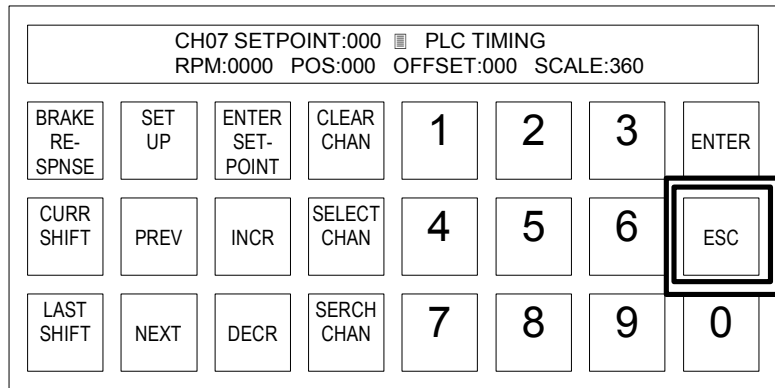 CH07 SETPOINT:000 PLC TIMING
RPM:0000 POS:000 OFFSET:000 SCALE:360
BRAKE
RE-
SPNSE
SET
UP
ENTER
SET-
POINT
CLEAR
CHAN
1
2
3
ENTER
CURR
SHIFT
PREV
INCR
SELECT
CHAN
4
5
6
ESC
LAST
SHIFT
NEXT
DECR
SERCH
CHAN
7
8
9
0